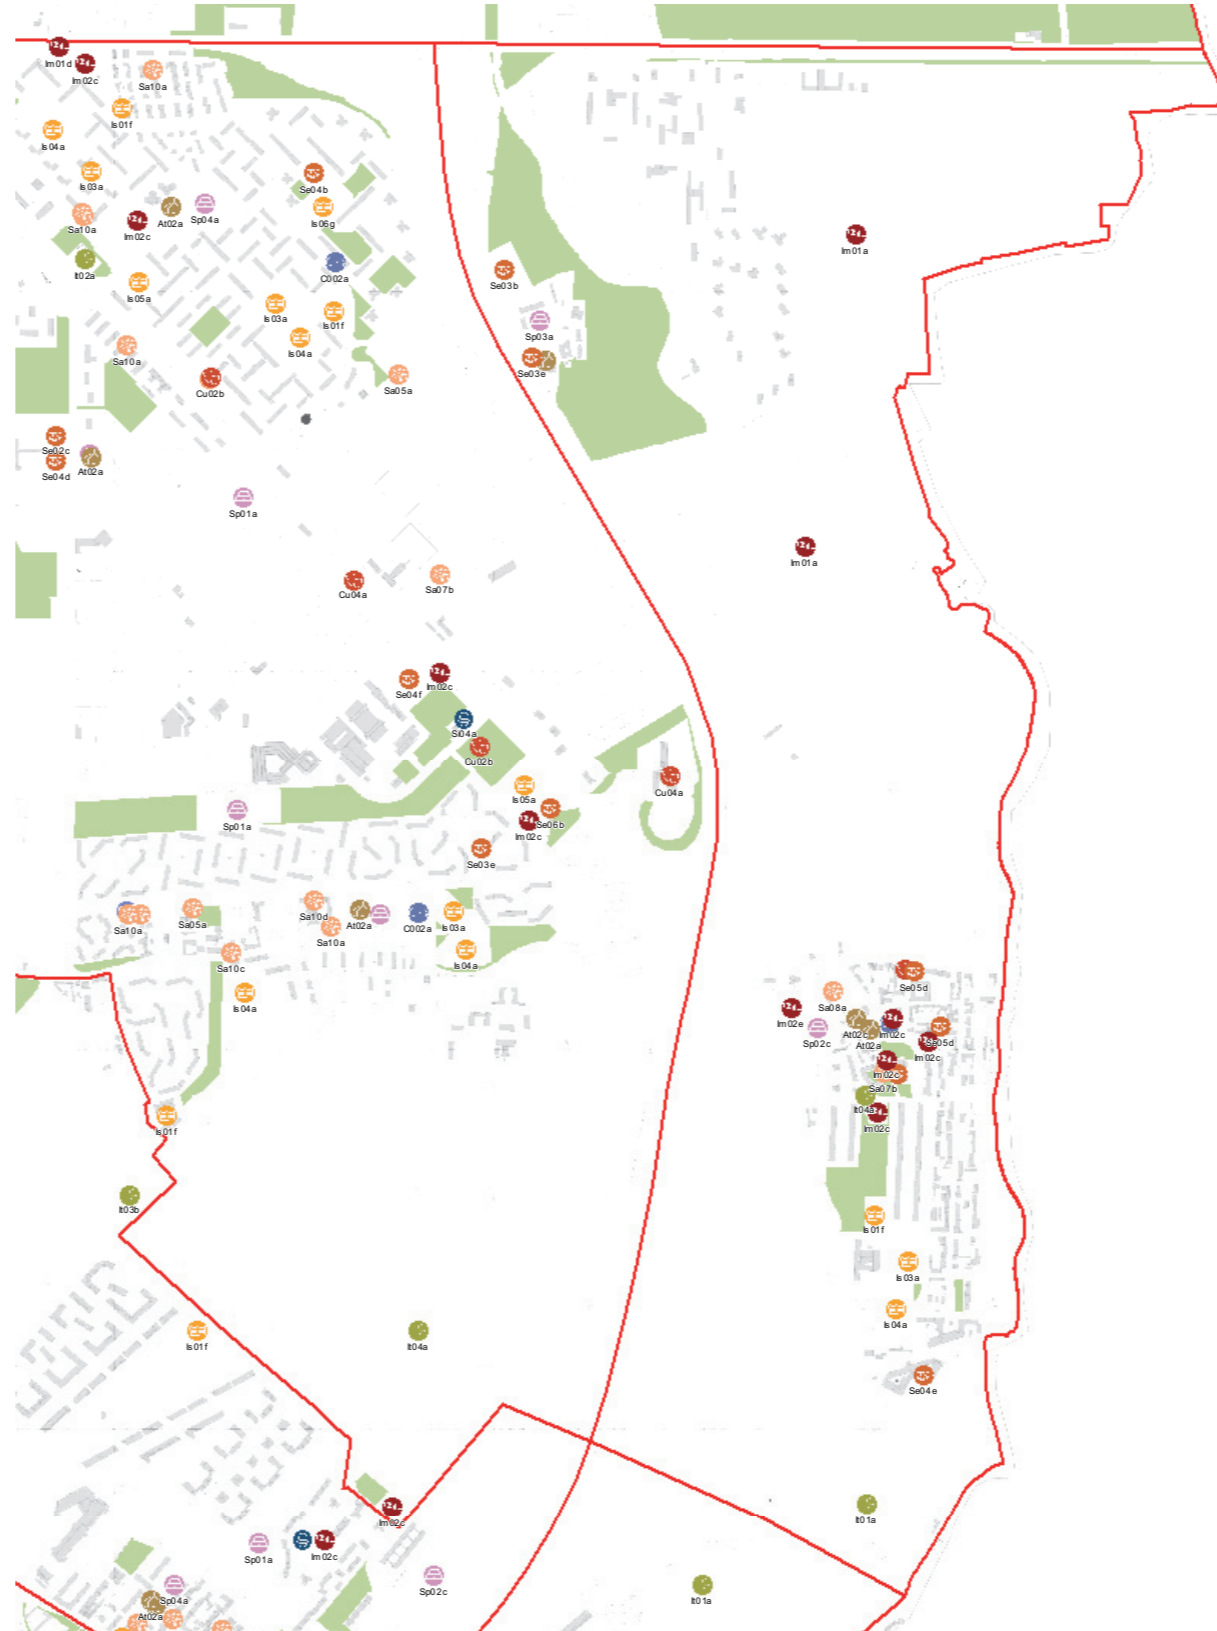 Im01d
Im02c
Sa10a
Is01f
Is04a
Is03a
Se04b
Sa10a
Im02c
At02a
Sp04a
Is06g
Im01a
It02a
C002a
Se03b
Is05a
Is03a
Is01f
Sp03a
Is04a
Sa10a
Se03e
Cu02b
Sa05a
Se02c
At02a
Se04d
Sp01a
Im01a
Cu04a
Sa07b
Se04f
Im02c
Si04a
Cu02b
Cu04a
Is05a
Sp01a
Se06b
Im02c
Se03e
Sa10d
Sa10a
Sa05a
At02a
C002a
Is03a
Sa10a
Sa10c
Is04a
Is04a
Se05d
Sa08a
Im02e
At02c
Im02c
Sp02c
At02a
Se05d
Im02c
Im02c
Sa07b
It04a
Im02c
Is01f
It03b
Is01f
Is03a
Is04a
Is01f
It04a
Se04e
It01a
Im02c
Sp01a
Im02c
Sp02c
It01a
Sp04a
At02a